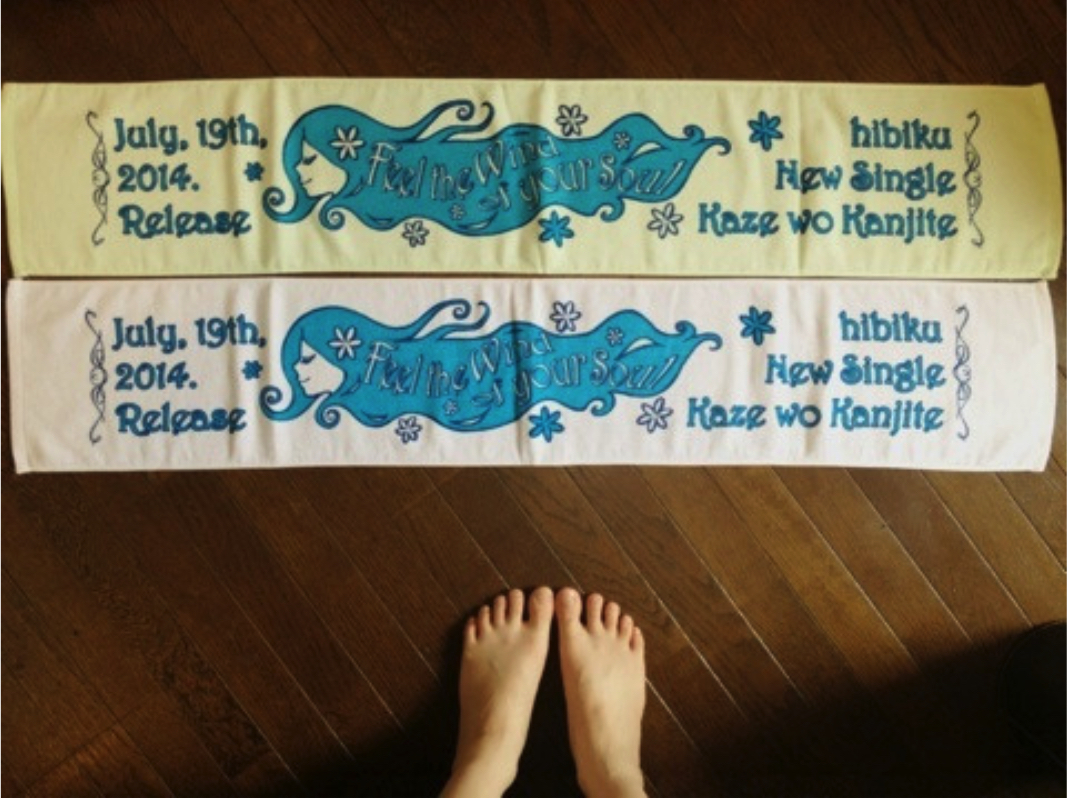 July, 19th,
2014.
Release
Feel the Wind
of your Soul
hibiku
New Single
Kaze wo Kanjite
July, 19th,
2014.
Release
Feel the Wind
of your Soul
hibiku
New Single
Kaze wo Kanjite